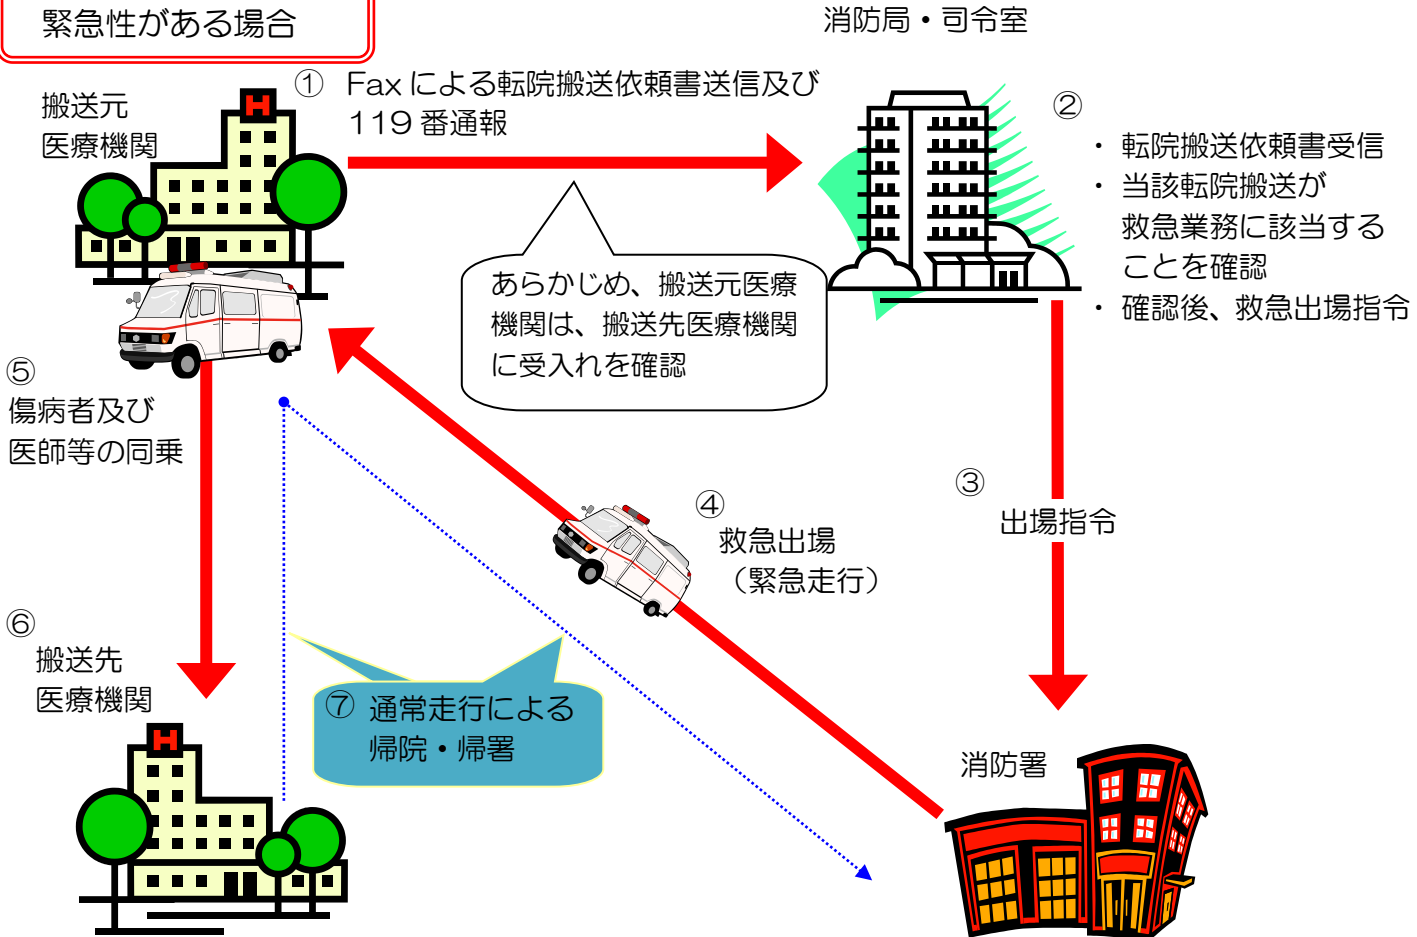 緊急性がある場合
消防局・司令室
搬送元
医療機関
① Faxによる転院搬送依頼書送信及び
119番通報
②
・ 転院搬送依頼書受信
・ 当該転院搬送が
救急業務に該当する
ことを確認
・ 確認後、救急出場指令
あらかじめ、搬送元医療
機関は、搬送先医療機関
に受入れを確認
⑤
傷病者及び
医師等の同乗
③
出場指令
④
救急出場
（緊急走行）
⑥
搬送先
医療機関
⑦ 通常走行による
帰院・帰署
消防署
H
H